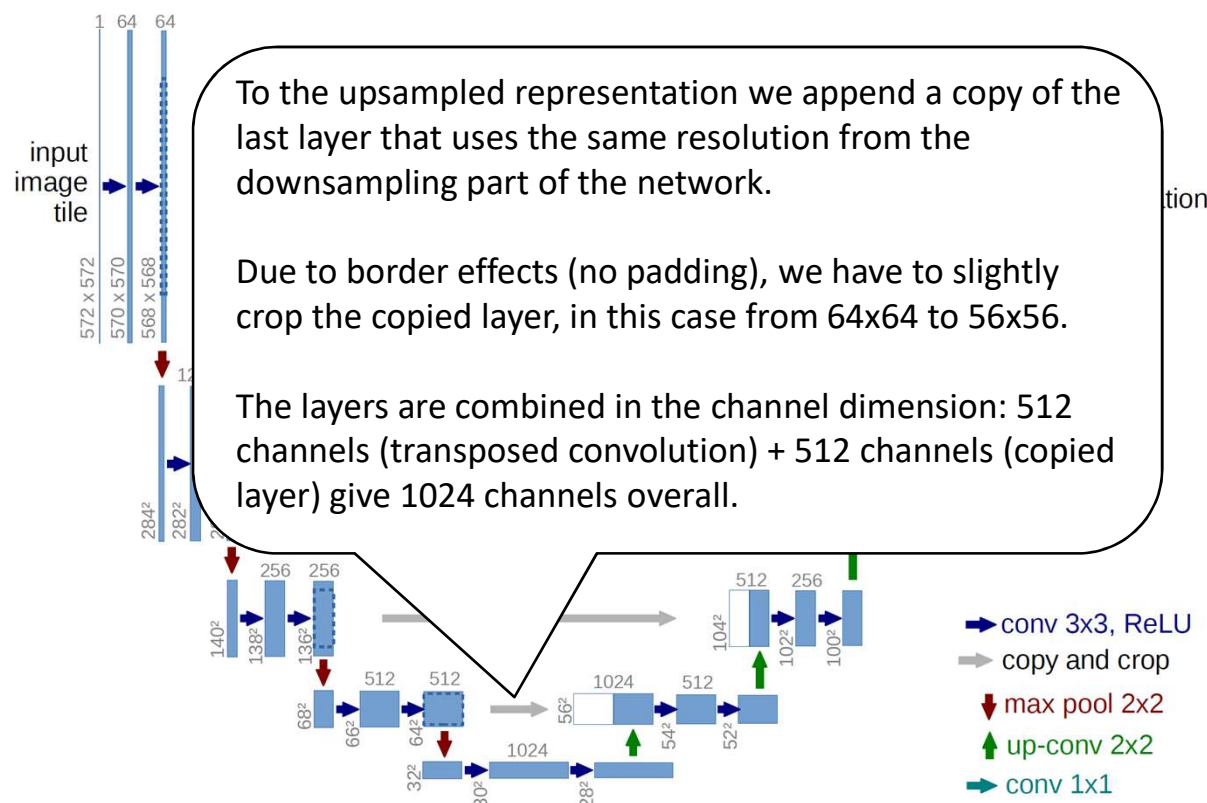 1 64 64
To the upsampled representation we append a copy of the
last layer that uses the same resolution from the
downsampling part of the network.
Due to border effects (no padding), we have to slightly
crop the copied layer, in this case from 64x64 to 56x56.
The layers are combined in the channel dimension: 512
channels (transposed convolution) + 512 channels (copied
layer) give 1024 channels overall.
input
image
tile
572 x 572
570 x 570
568 x 568
284²
282²
256 256
140²
138²
136²
512 256
104²
102²
100²
512 512
68²
66²
64²
1024 512
56²
54²
52²
1024
32²
30²
28²
conv 3x3, ReLU
copy and crop
max pool 2x2
up-conv 2x2
conv 1x1